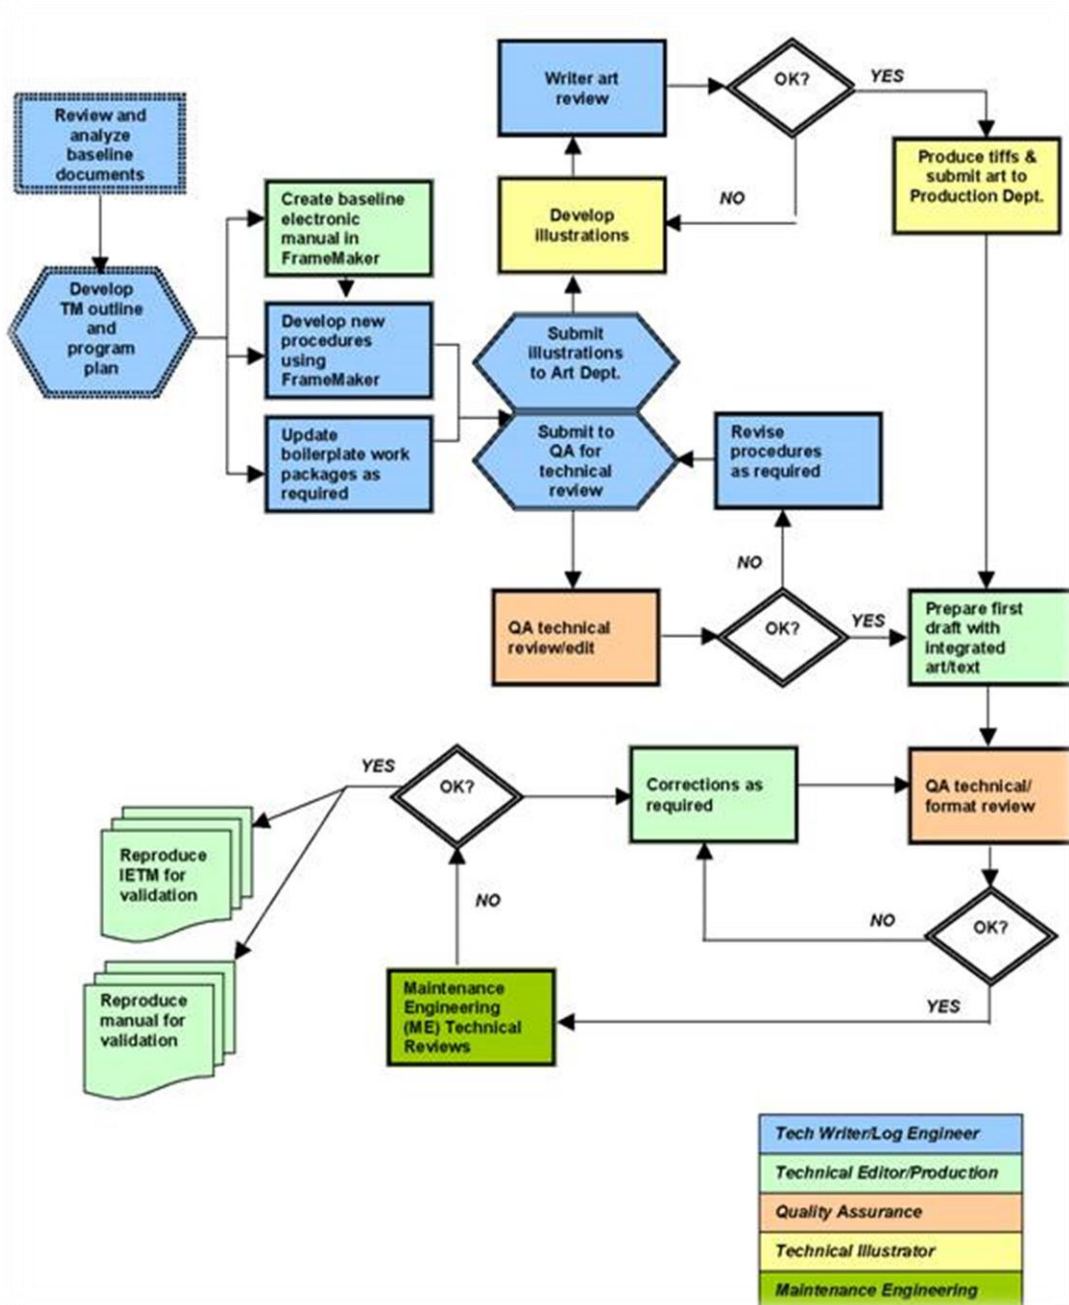 Writer art
review
OK?
YES
Review and
analyze
baseline
documents
Produce tiffs &
submit art to
Production Dept.
Create baseline
electronic
manual in
FrameMaker
NO
Develop
illustrations
Develop
TM outline
and
program
plan
Develop new
procedures
using
FrameMaker
Submit
illustrations
to Art Dept.
Update
boilerplate work
packages as
required
Submit to
QA for
technical
review
Revise
procedures
as required
NO
QA technical
review/edit
OK?
YES
Prepare first
draft with
integrated
art/text
YES
OK?
Corrections as
required
QA technical/
format review
Reproduce
IETM for
validation
NO
NO
OK?
Reproduce
manual for
validation
Maintenance
Engineering
(ME) Technical
Reviews
YES
Tech Writer/Log Engineer
Technical Editor/Production
Quality Assurance
Technical Illustrator
Maintenance Engineering